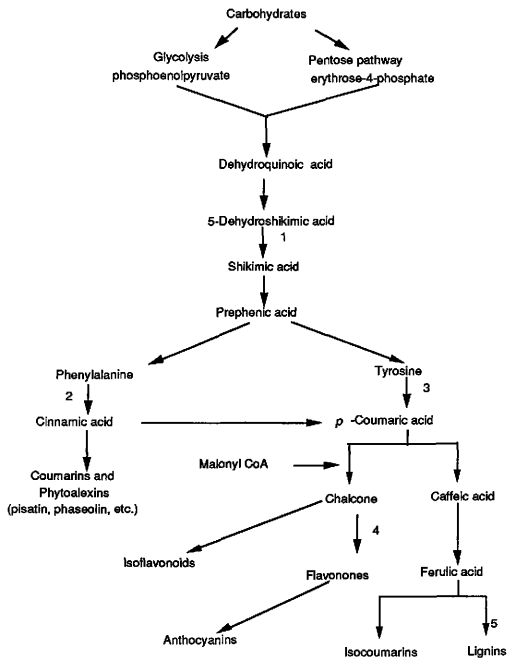 Carbohydrates
Glycolysis
phosphoenolpyruvate
Pentose pathway
erythrose-4-phosphate
Dehydroquinoic acid
5-Dehydroshikimic acid
1
Shikimic acid
Prephenic acid
Phenylalanine
Tyrosine
2
3
Cinnamic acid
p -Coumaric acid
Malonyl CoA
Coumarins and
Phytoalexins
(pisatin, phaseolin, etc.)
Chalcone
Caffeic acid
4
Isoflavonoids
Flavonones
Ferulic acid
5
Anthocyanins
Isocoumarins
Lignins